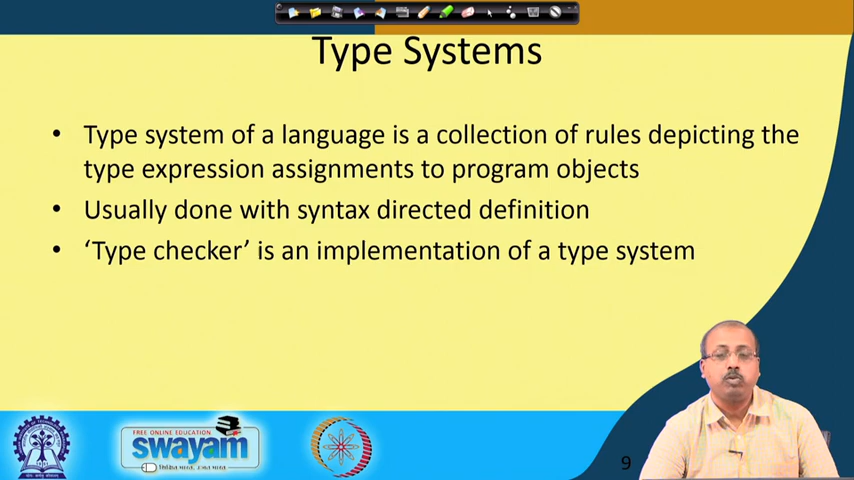 Type Systems
• Type system of a language is a collection of rules depicting the
type expression assignments to program objects
• Usually done with syntax directed definition
• ‘Type checker’ is an implementation of a type system
FREE ONLINE EDUCATION
swayam
9